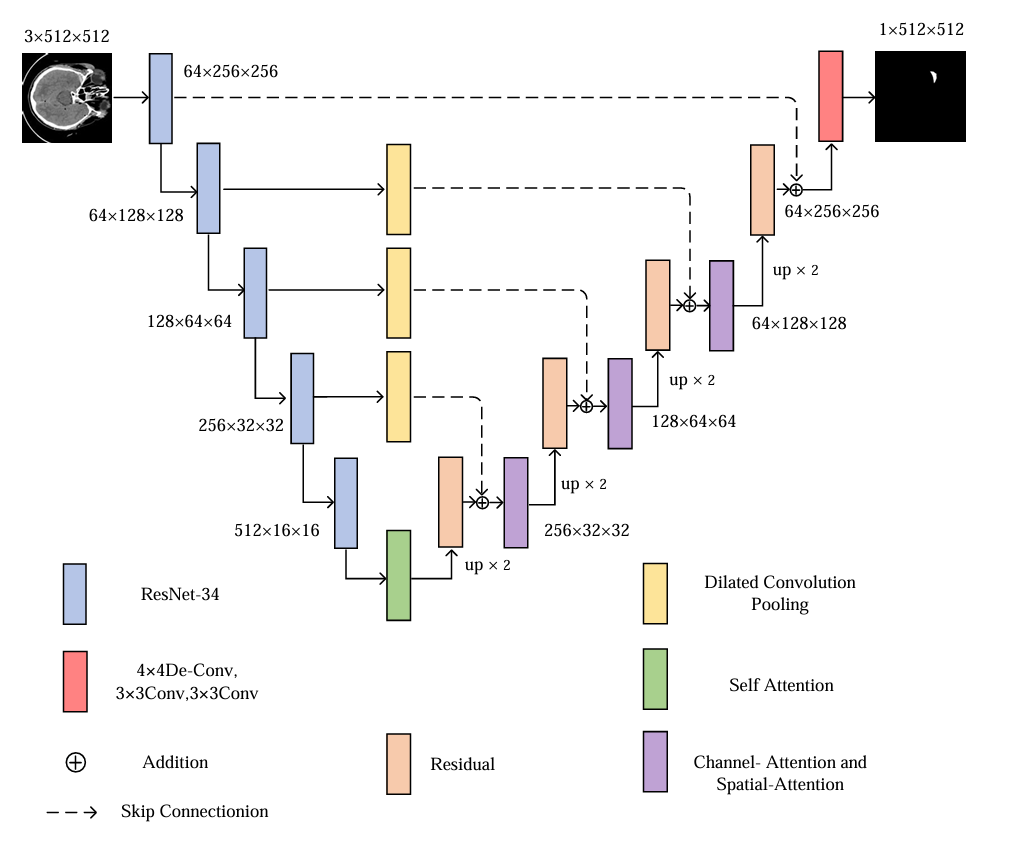 3×512×512
1×512×512
64×256×256
64×128×128
64×256×256
up × 2
128×64×64
64×128×128
up × 2
256×32×32
128×64×64
up × 2
512×16×16
256×32×32
up × 2
ResNet-34
Dilated Convolution
Pooling
4×4De-Conv,
3×3Conv,3×3Conv
Self Attention
Addition
Residual
Channel- Attention and
Spatial-Attention
Skip Connectionion